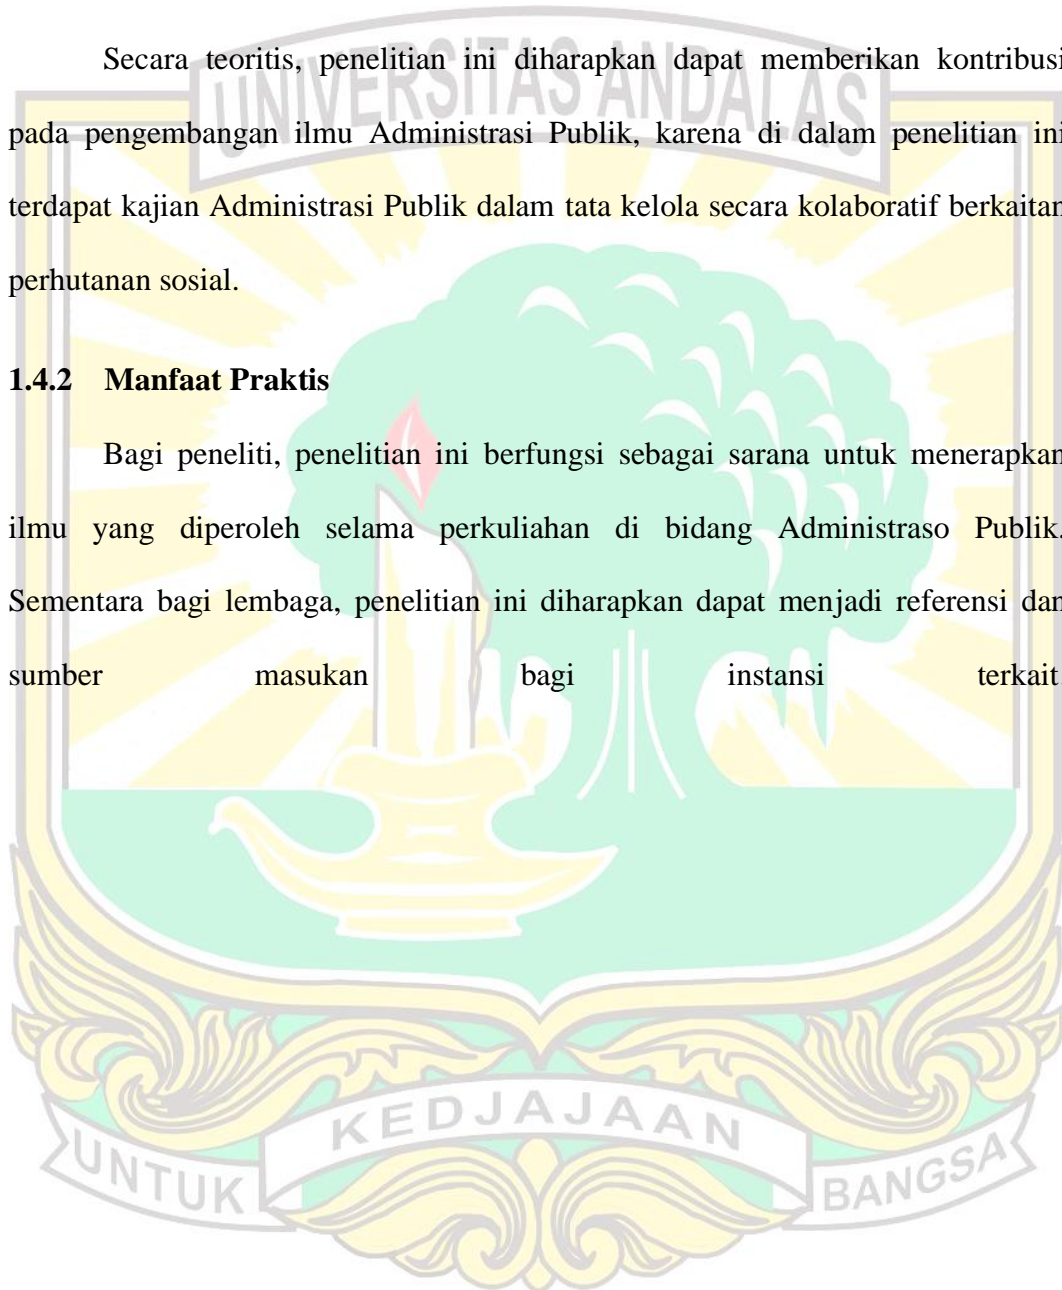 UNIVERSITAS ANDALAS
Secara teoritis, penelitian ini diharapkan dapat memberikan kontribusi
pada pengembangan ilmu Administrasi Publik, karena di dalam penelitian ini
terdapat kajian Administrasi Publik dalam tata kelola secara kolaboratif berkaitan
perhutanan sosial.
1.4.2 Manfaat Praktis
Bagi peneliti, penelitian ini berfungsi sebagai sarana untuk menerapkan
ilmu yang diperoleh selama perkuliahan di bidang Administraso Publik.
Sementara bagi lembaga, penelitian ini diharapkan dapat menjadi referensi dan
sumber masukan bagi instansi terkait
UNTUK KEDJAJAAN BANGSA